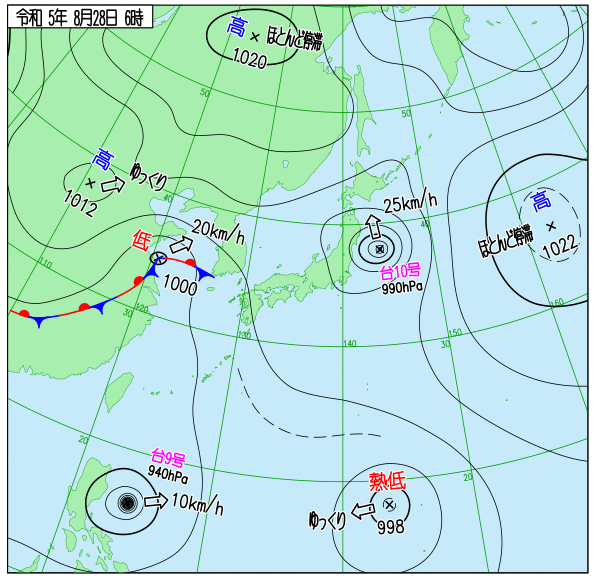 令和 5年 8月28日 6時
高
ほとんど停滞
1020
50
50
高
ゆっくり
1012
40
40
25km/h
高
ほとんど停滞
1022
低
20km/h
1000
台10号
990hPa
110
120
30
130
140
30
150
160
20
台9号
940hPa
10km/h
熱低
ゆっくり
998
20